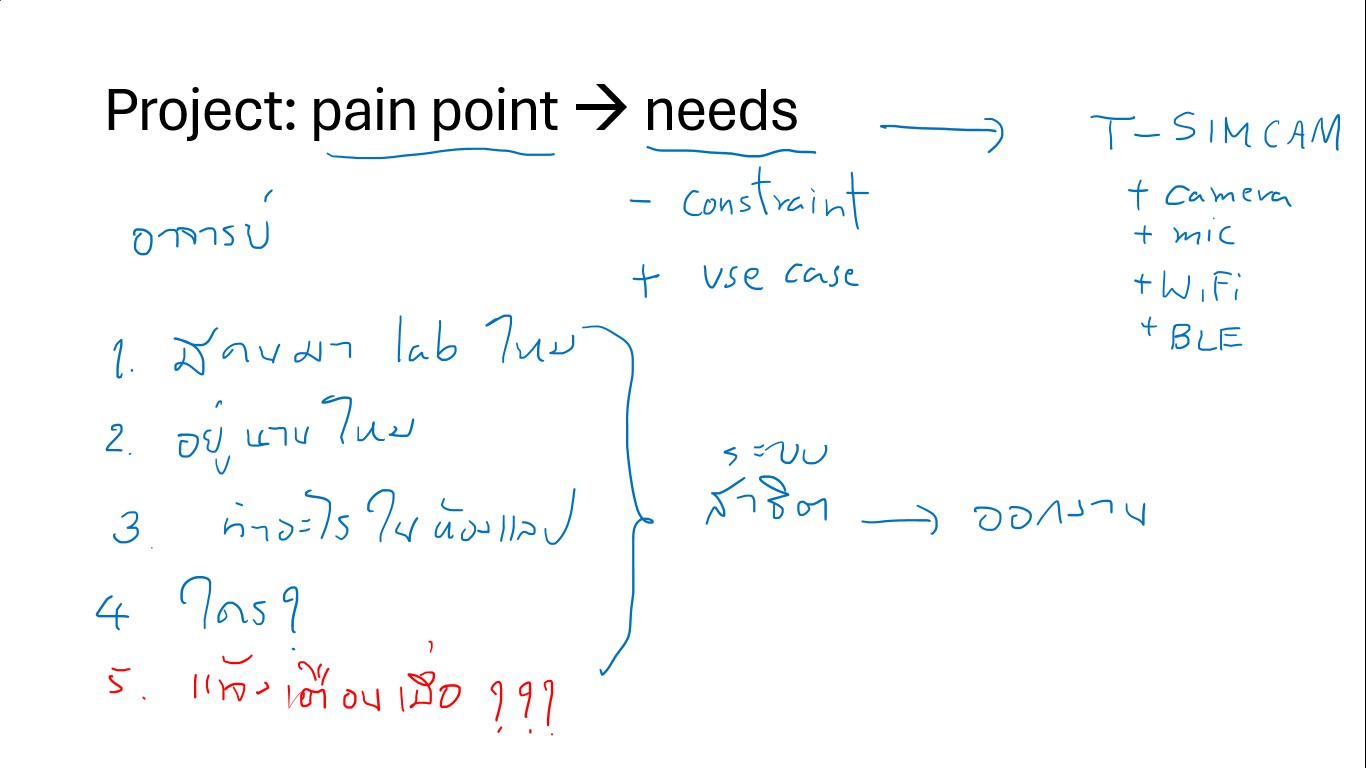 Project: pain point → needs → T-SIMCAM
- constraint
+ use case
+ camera
+ mic
+ WiFi
+ BLE
อาจารย์
1. มีคนมา lab ไหม
2. อยู่นานไหม
3. ทำอะไรในห้องแลป
4 ใคร?
5. แจ้งเตือนเมื่อ ???
ระบบ
สาธิต → ออกงาน